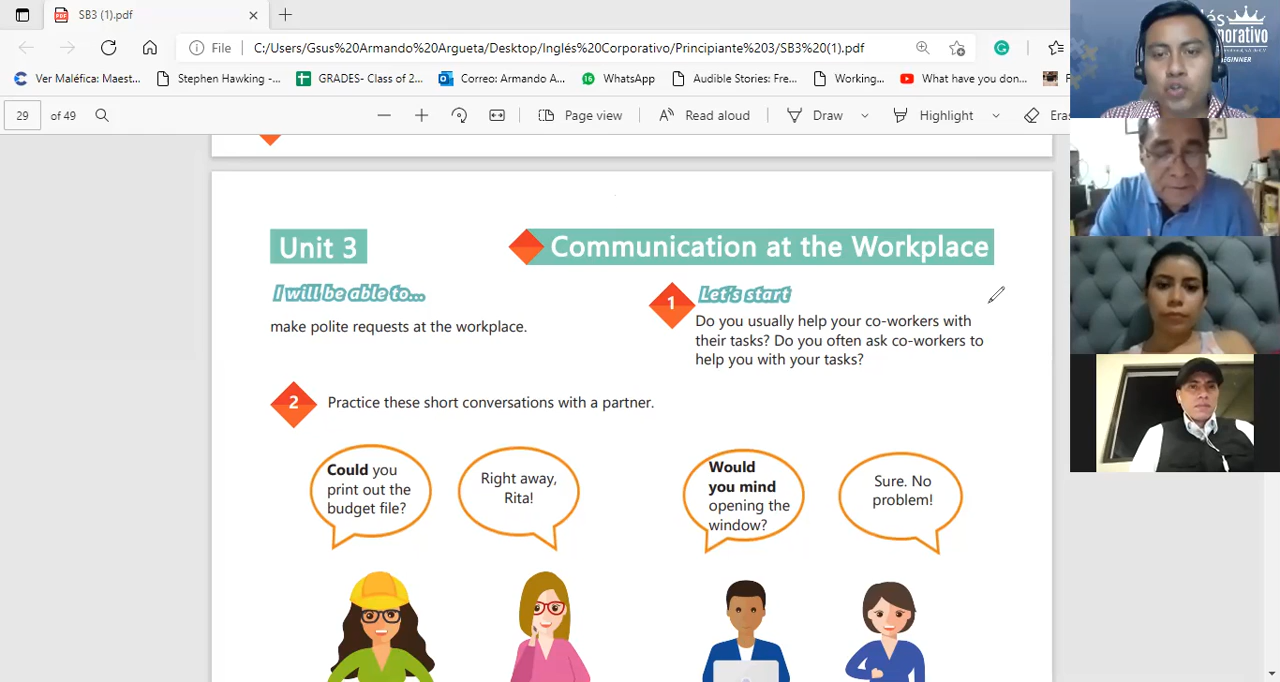 SB3 (1).pdf
File C:/Users/Gsus%20Armando%20Argueta/Desktop/Inglés%20Corporativo/Principiante%203/SB3%20(1).pdf
Ver Maléfica: Maest... Stephen Hawking -... GRADES- Class of 2... Correo: Armando A... WhatsApp Audible Stories: Fre... Working... What have you don...
29 of 49 Page view Read aloud Draw Highlight Eras
Unit 3
Communication at the Workplace
I will be able to...
make polite requests at the workplace.
1 Let's start
Do you usually help your co-workers with
their tasks? Do you often ask co-workers to
help you with your tasks?
2 Practice these short conversations with a partner.
Could you
print out the
budget file?
Right away,
Rita!
Would
you mind
opening the
window?
Sure. No
problem!